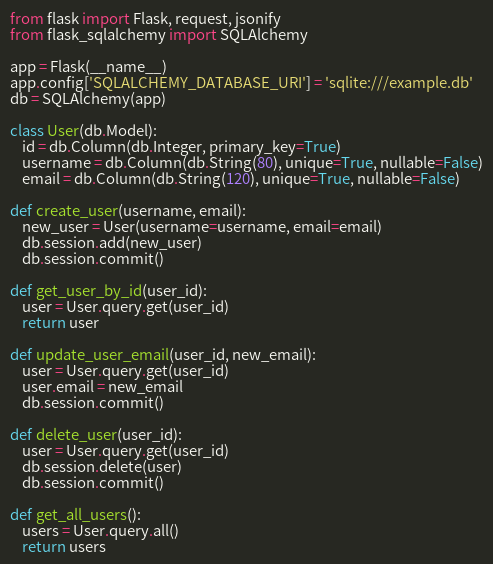 from flask import Flask, request, jsonify
from flask_sqlalchemy import SQLAlchemy

app = Flask(__name__)
app.config['SQLALCHEMY_DATABASE_URI'] = 'sqlite:///example.db'
db = SQLAlchemy(app)

class User(db.Model):
    id = db.Column(db.Integer, primary_key=True)
    username = db.Column(db.String(80), unique=True, nullable=False)
    email = db.Column(db.String(120), unique=True, nullable=False)

def create_user(username, email):
    new_user = User(username=username, email=email)
    db.session.add(new_user)
    db.session.commit()

def get_user_by_id(user_id):
    user = User.query.get(user_id)
    return user

def update_user_email(user_id, new_email):
    user = User.query.get(user_id)
    user.email = new_email
    db.session.commit()

def delete_user(user_id):
    user = User.query.get(user_id)
    db.session.delete(user)
    db.session.commit()

def get_all_users():
    users = User.query.all()
    return users